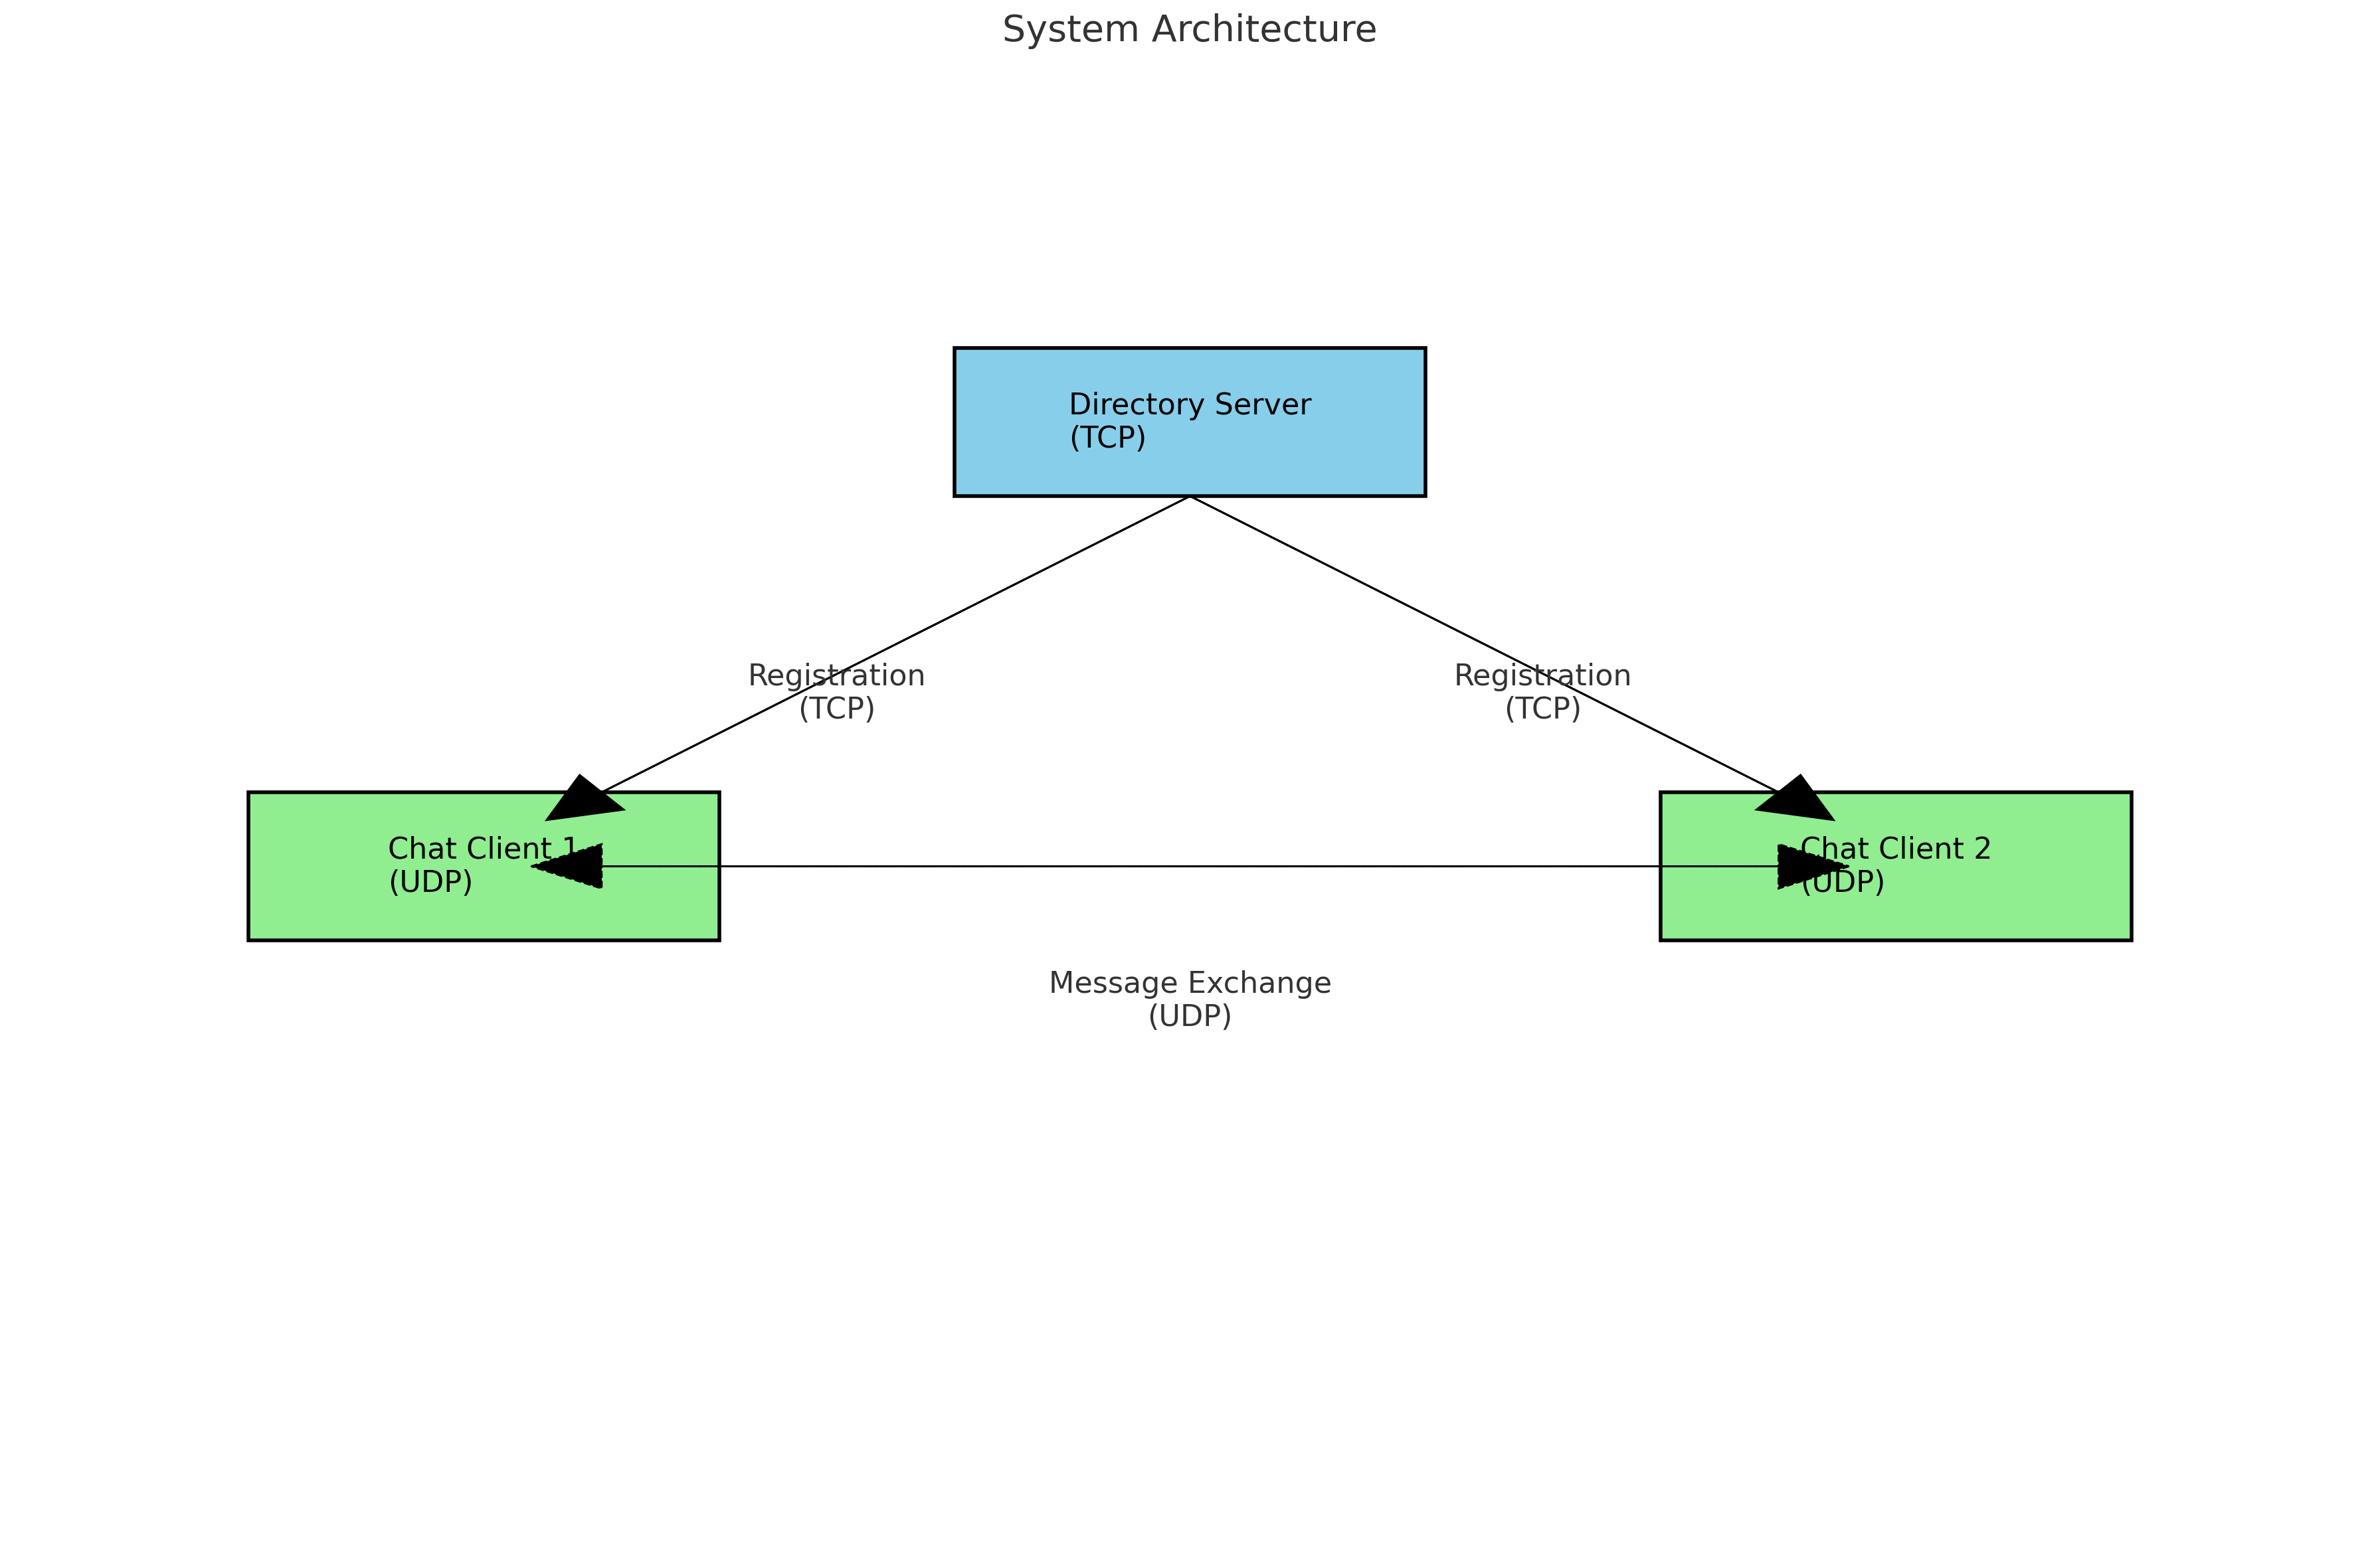 System Architecture
Directory Server
(TCP)
Registration
(TCP)
Registration
(TCP)
Chat Client 1
(UDP)
Chat Client 2
(UDP)
Message Exchange
(UDP)